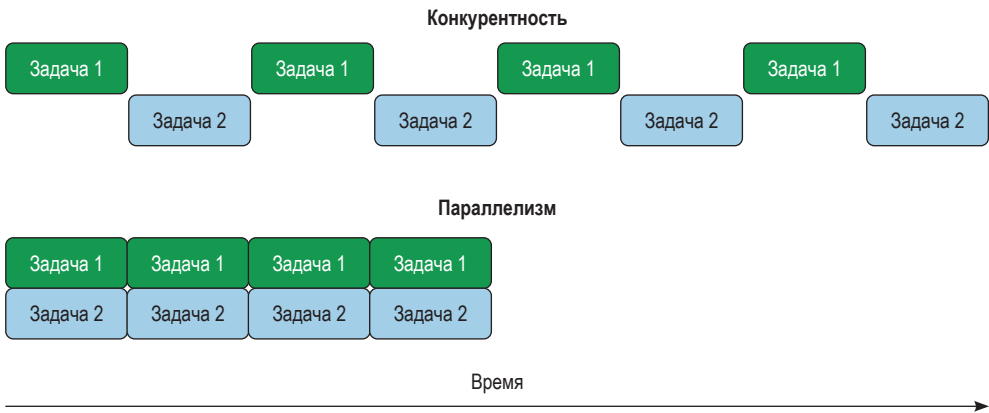 Конкурентность
Задача 1 Задача 1 Задача 1 Задача 1
Задача 2 Задача 2 Задача 2 Задача 2
Параллелизм
Задача 1 Задача 1 Задача 1 Задача 1
Задача 2 Задача 2 Задача 2 Задача 2
Время